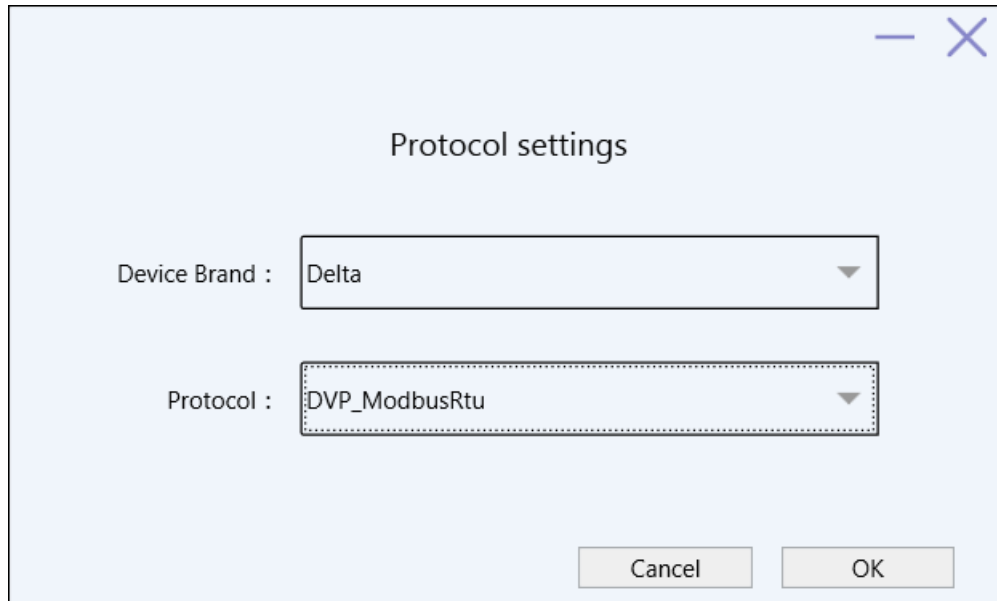 Protocol settings
Device Brand :
Delta
Protocol :
DVP_ModbusRtu
Cancel
OK